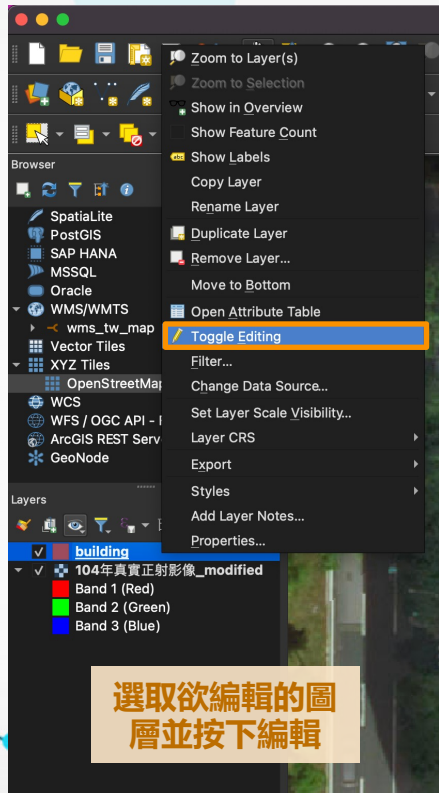 Zoom to Layer(s)
Zoom to Selection
Show in Overview
Show Feature Count
abc Show Labels
Copy Layer
Rename Layer
Duplicate Layer
Remove Layer...
Move to Bottom
Open Attribute Table
Toggle Editing
Filter...
Change Data Source...
Set Layer Scale Visibility...
Layer CRS
Export
Styles
Add Layer Notes...
Properties...
Browser
SpatiaLite
PostGIS
SAP HANA
MSSQL
Oracle
WMS/WMTS
wms_tw_map
Vector Tiles
XYZ Tiles
OpenStreetMap
WCS
WFS / OGC API -
ArcGIS REST Serv
GeoNode
Layers
building
104年真實正射影像_modified
Band 1 (Red)
Band 2 (Green)
Band 3 (Blue)
選取欲編輯的圖
層並按下編輯